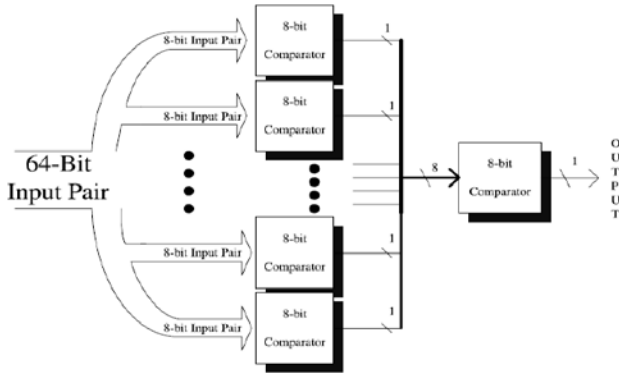 64-Bit
Input Pair
8-bit Input Pair
8-bit
Comparator
1
8-bit Input Pair
8-bit
Comparator
1
8-bit Input Pair
8-bit
Comparator
1
8-bit Input Pair
8-bit
Comparator
1
8
8-bit
Comparator
1
OUTPUT